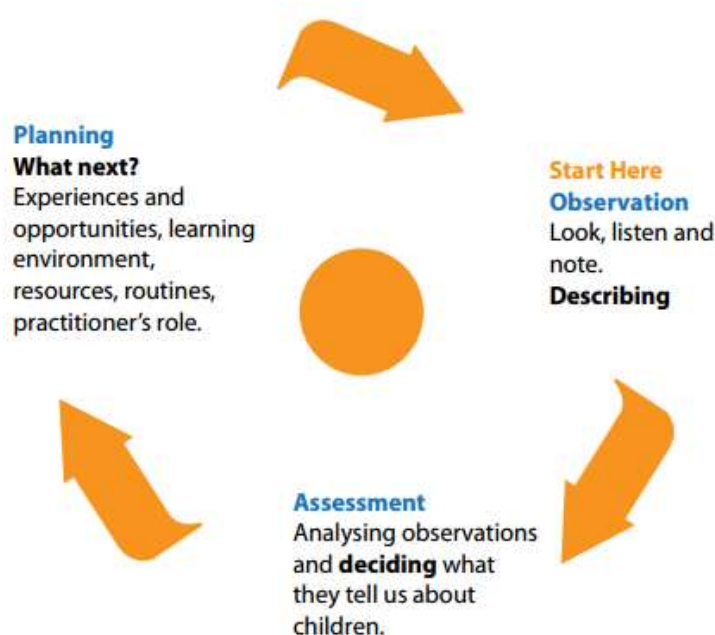 Planning
What next?
Experiences and
opportunities, learning
environment,
resources, routines,
practitioner's role.
Start Here
Observation
Look, listen and
note.
Describing
Assessment
Analysing observations
and deciding what
they tell us about
children.